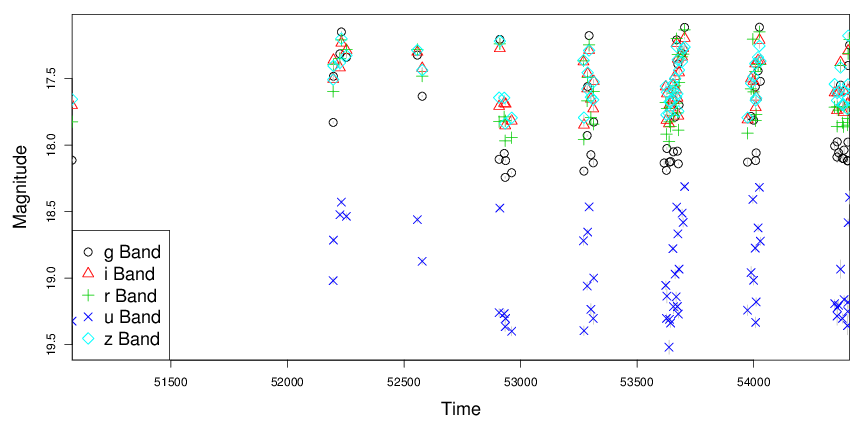 17.5
18.0
18.5
19.0
19.5
Magnitude
g Band
i Band
r Band
u Band
z Band
51500 52000 52500 53000 53500 54000
Time